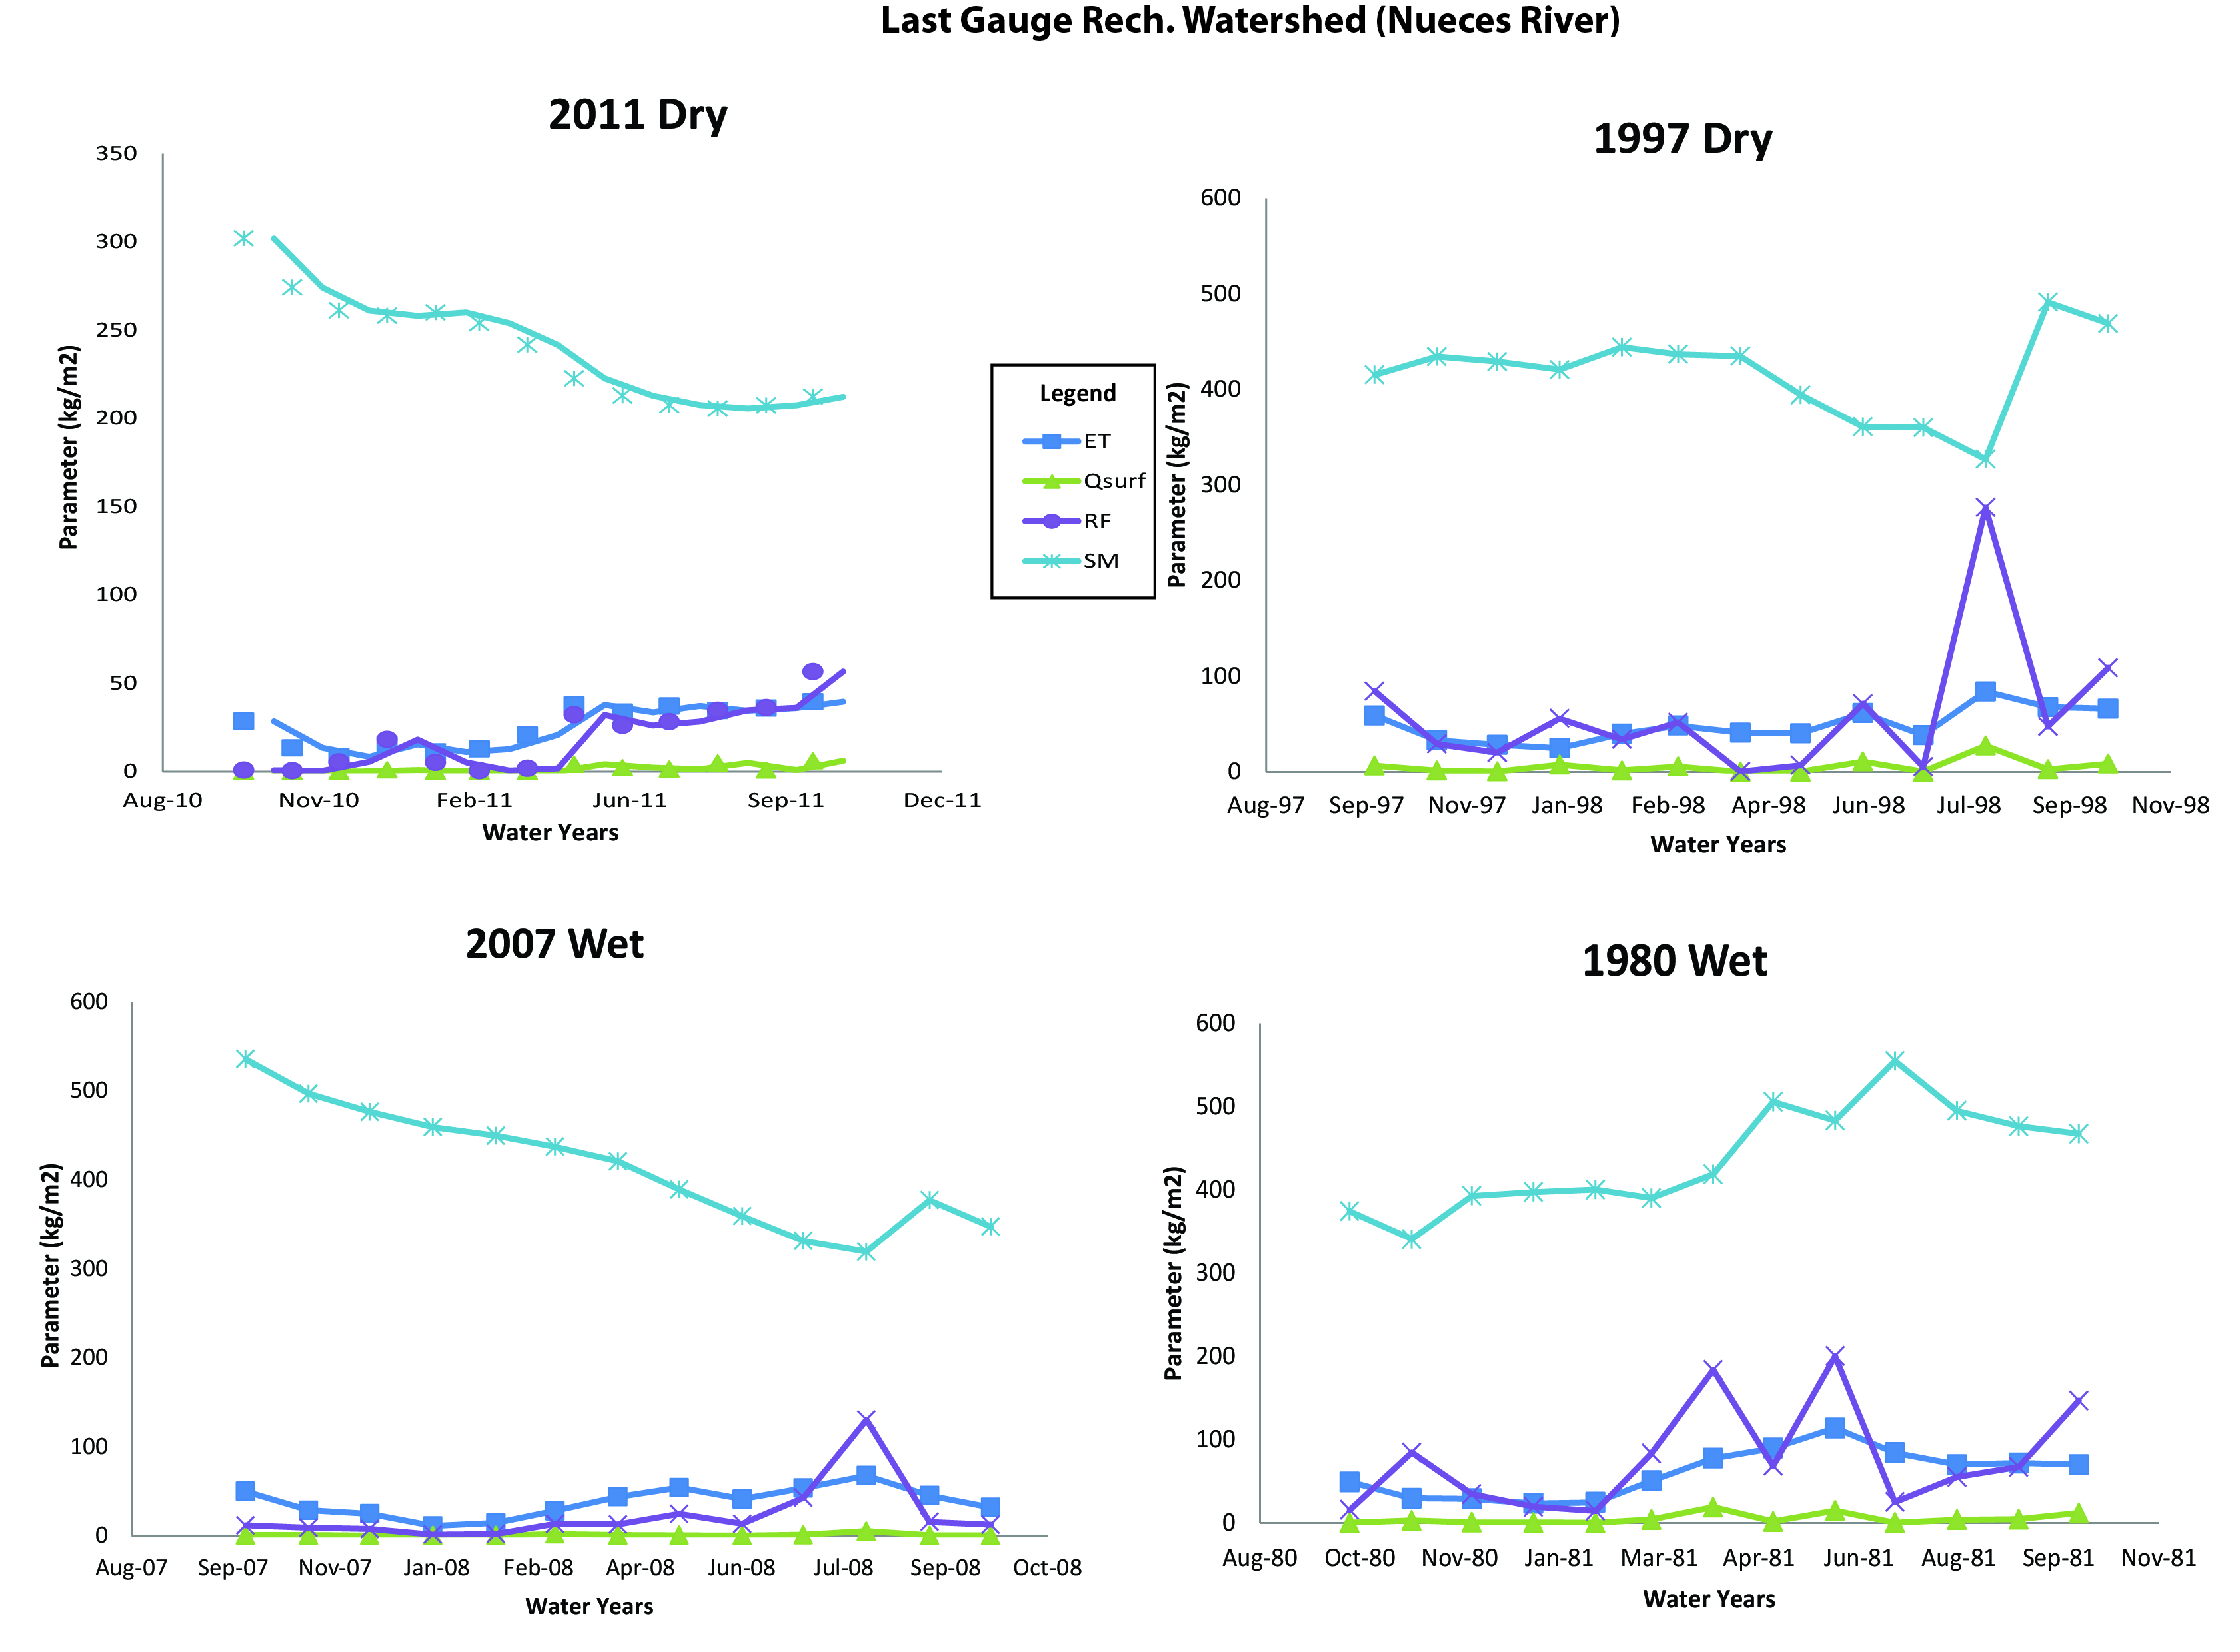 Last Gauge Rech. Watershed (Nueces River)
2011 Dry
350
300
250
200
150
100
50
0
Parameter (kg/m2)
Aug-10 Nov-10 Feb-11 Jun-11 Sep-11 Dec-11
Water Years
Legend
ET
Qsurf
RF
SM
1997 Dry
600
500
400
300
200
100
0
Parameter (kg/m2)
Aug-97 Sep-97 Nov-97 Jan-98 Feb-98 Apr-98 Jun-98 Jul-98 Sep-98 Nov-98
Water Years
2007 Wet
600
500
400
300
200
100
0
Parameter (kg/m2)
Aug-07 Sep-07 Nov-07 Jan-08 Feb-08 Apr-08 Jun-08 Jul-08 Sep-08 Oct-08
Water Years
1980 Wet
600
500
400
300
200
100
0
Parameter (kg/m2)
Aug-80 Oct-80 Nov-80 Jan-81 Mar-81 Apr-81 Jun-81 Aug-81 Sep-81 Nov-81
Water Years